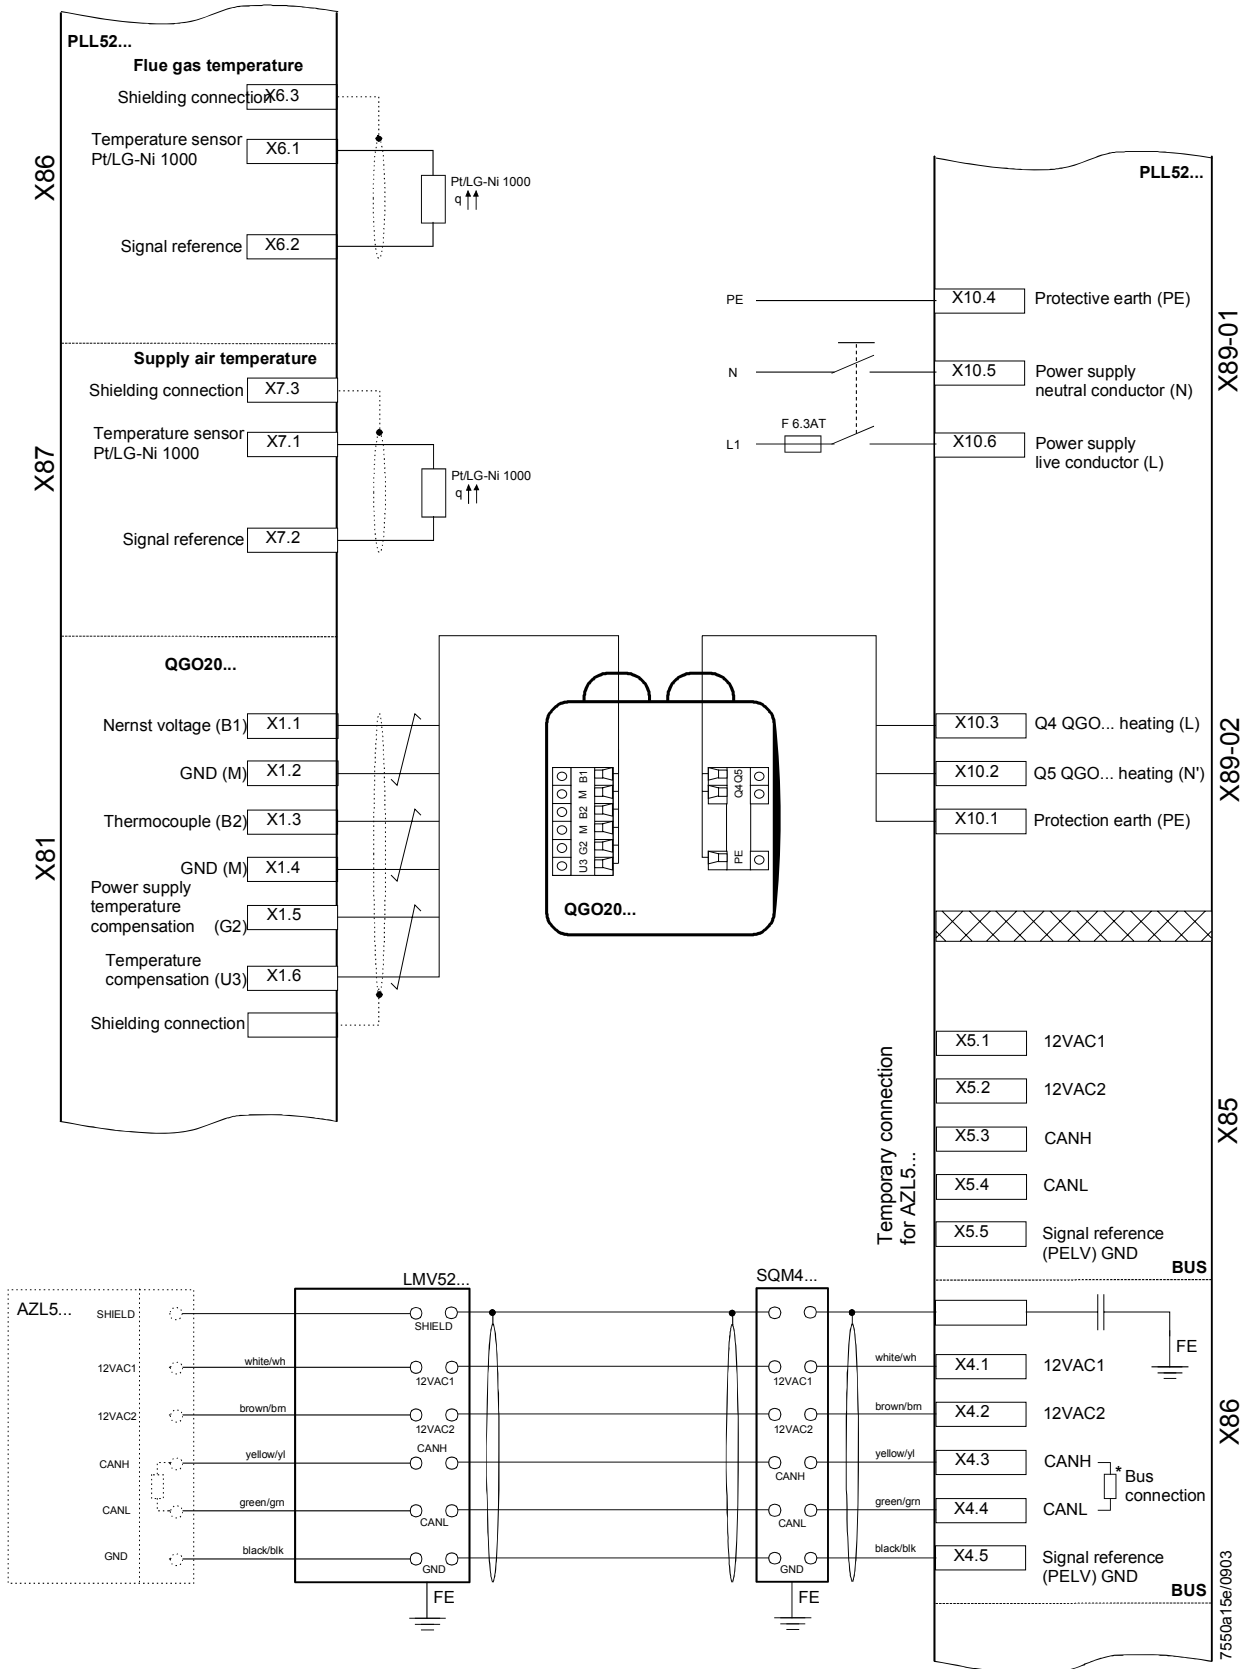 PLL52...
Flue gas temperature
Shielding connection
X6.3
Temperature sensor
Pt/LG-Ni 1000
X6.1
Pt/LG-Ni 1000
q
Signal reference
X6.2
X86
Supply air temperature
Shielding connection
X7.3
Temperature sensor
Pt/LG-Ni 1000
X7.1
Pt/LG-Ni 1000
q
Signal reference
X7.2
X87
QGO20...
Nernst voltage (B1)
X1.1
GND (M)
X1.2
Thermocouple (B2)
X1.3
GND (M)
X1.4
Power supply
temperature
compensation (G2)
X1.5
Temperature
compensation (U3)
X1.6
Shielding connection
X81
B1
M
B2
M
G2
U3
Q5
Q4
PE
QGO20...
PLL52...
PE
X10.4
Protective earth (PE)
N
X10.5
Power supply
neutral conductor (N)
F 6.3AT
L1
X10.6
Power supply
live conductor (L)
X89-01
X10.3
Q4 QGO... heating (L)
X10.2
Q5 QGO... heating (N')
X10.1
Protection earth (PE)
X89-02
Temporary connection
for AZL5...
X5.1
12VAC1
X5.2
12VAC2
X5.3
CANH
X5.4
CANL
X5.5
Signal reference
(PELV) GND
BUS
X85
AZL5...
SHIELD
12VAC1
12VAC2
CANH
CANL
GND
white/wh
brown/brn
yellow/yl
green/grn
black/blk
LMV52...
SHIELD
12VAC1
12VAC2
CANH
CANL
GND
FE
SQM4...
12VAC1
12VAC2
CANH
CANL
GND
FE
white/wh
brown/brn
yellow/yl
green/grn
black/blk
FE
X4.1
12VAC1
X4.2
12VAC2
X4.3
CANH
X4.4
CANL
* Bus
connection
X4.5
Signal reference
(PELV) GND
BUS
X86
7550a15e/0903